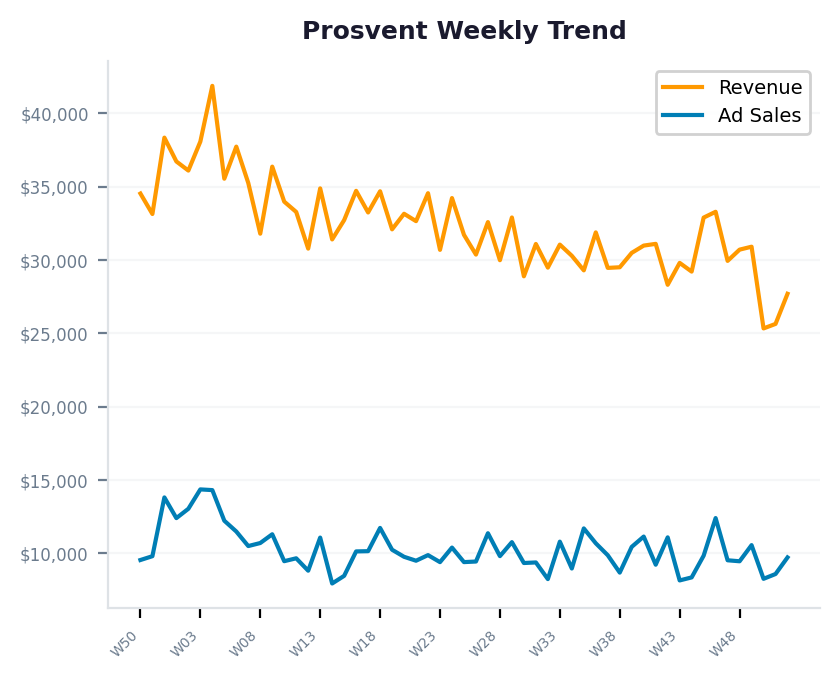 Prosvent Weekly Trend
Revenue
Ad Sales
$40,000
$35,000
$30,000
$25,000
$20,000
$15,000
$10,000
W50 W03 W08 W13 W18 W23 W28 W33 W38 W43 W48